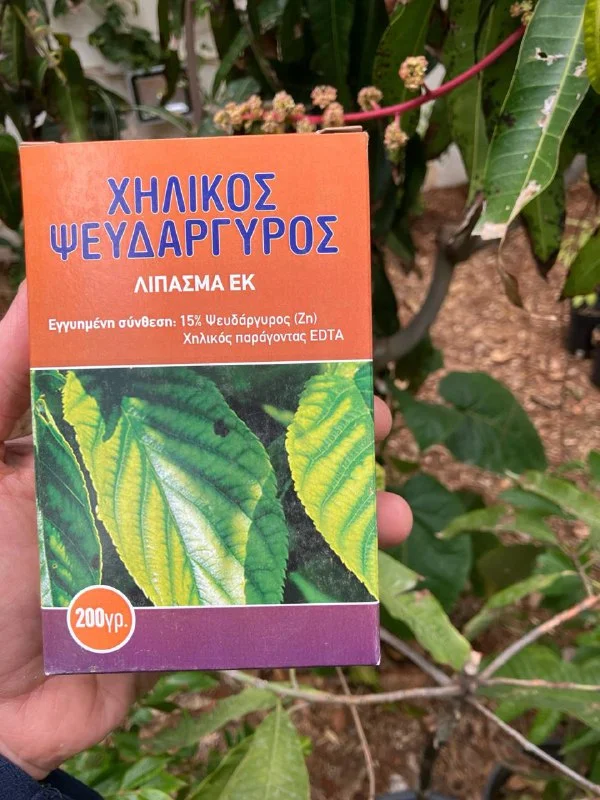 ΧΗΛΙΚΟΣ
ΨΕΥΔΑΡΓΥΡΟΣ
ΛΙΠΑΣΜΑ ΕΚ
Εγγυημένη σύνθεση: 15% Ψευδάργυρος (Zn)
Χηλικός παράγοντας EDTA
200γρ.